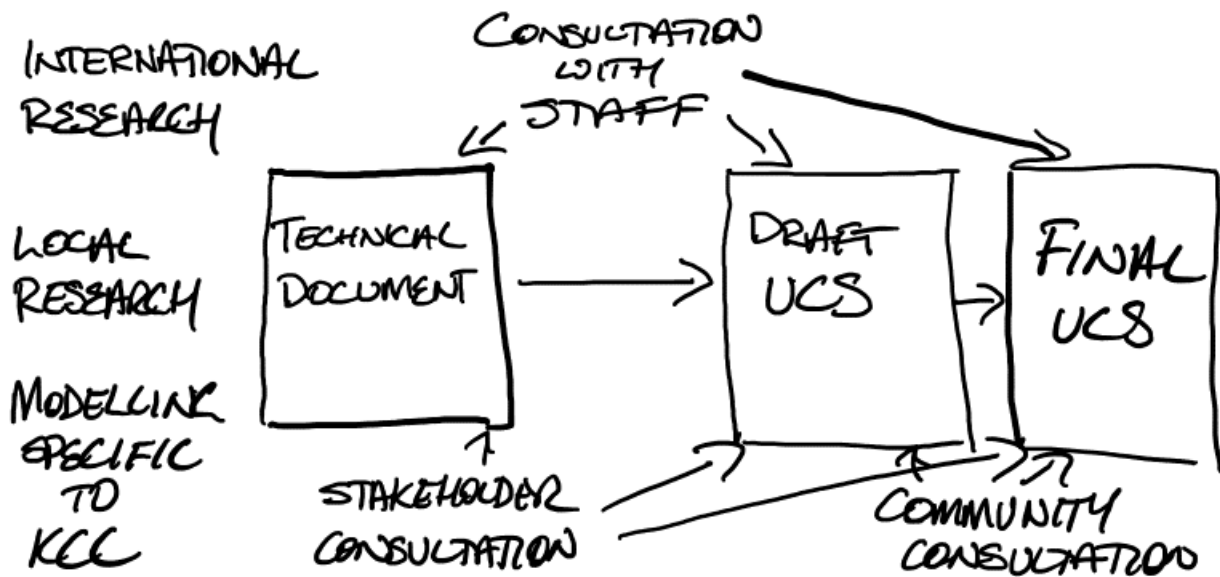 INTERNATIONAL
RESEARCH
CONSULTATION
WITH
STAFF
LOCAL
RESEARCH
TECHNICAL
DOCUMENT
DRAFT
UCS
FINAL
UCS
MODELLING
SPECIFIC
TO
KCC
STAKEHOLDER
CONSULTATION
COMMUNITY
CONSULTATION